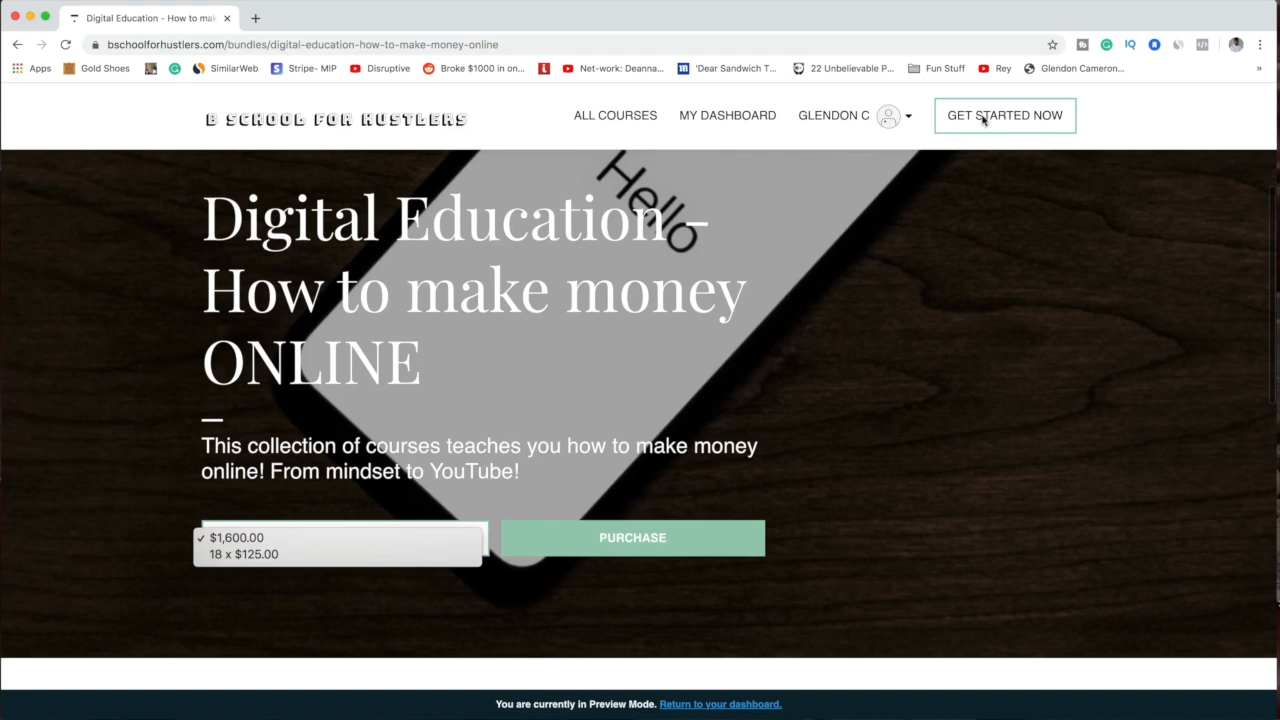 Digital Education - How to mak
bschoolforhustlers.com/bundles/digital-education-how-to-make-money-online
Apps Gold Shoes SimilarWeb Stripe- MIP Disruptive Broke $1000 in on... Net-work: Deanna... 'Dear Sandwich T... 22 Unbelievable P... Fun Stuff Rey Glendon Cameron... »
B SCHOOL FOR HUSTLERS ALL COURSES MY DASHBOARD GLENDON C GET STARTED NOW
Hello
Digital Education -
How to make money
ONLINE
This collection of courses teaches you how to make money
online! From mindset to YouTube!
✓ $1,600.00
18 x $125.00
PURCHASE
You are currently in Preview Mode. Return to your dashboard.